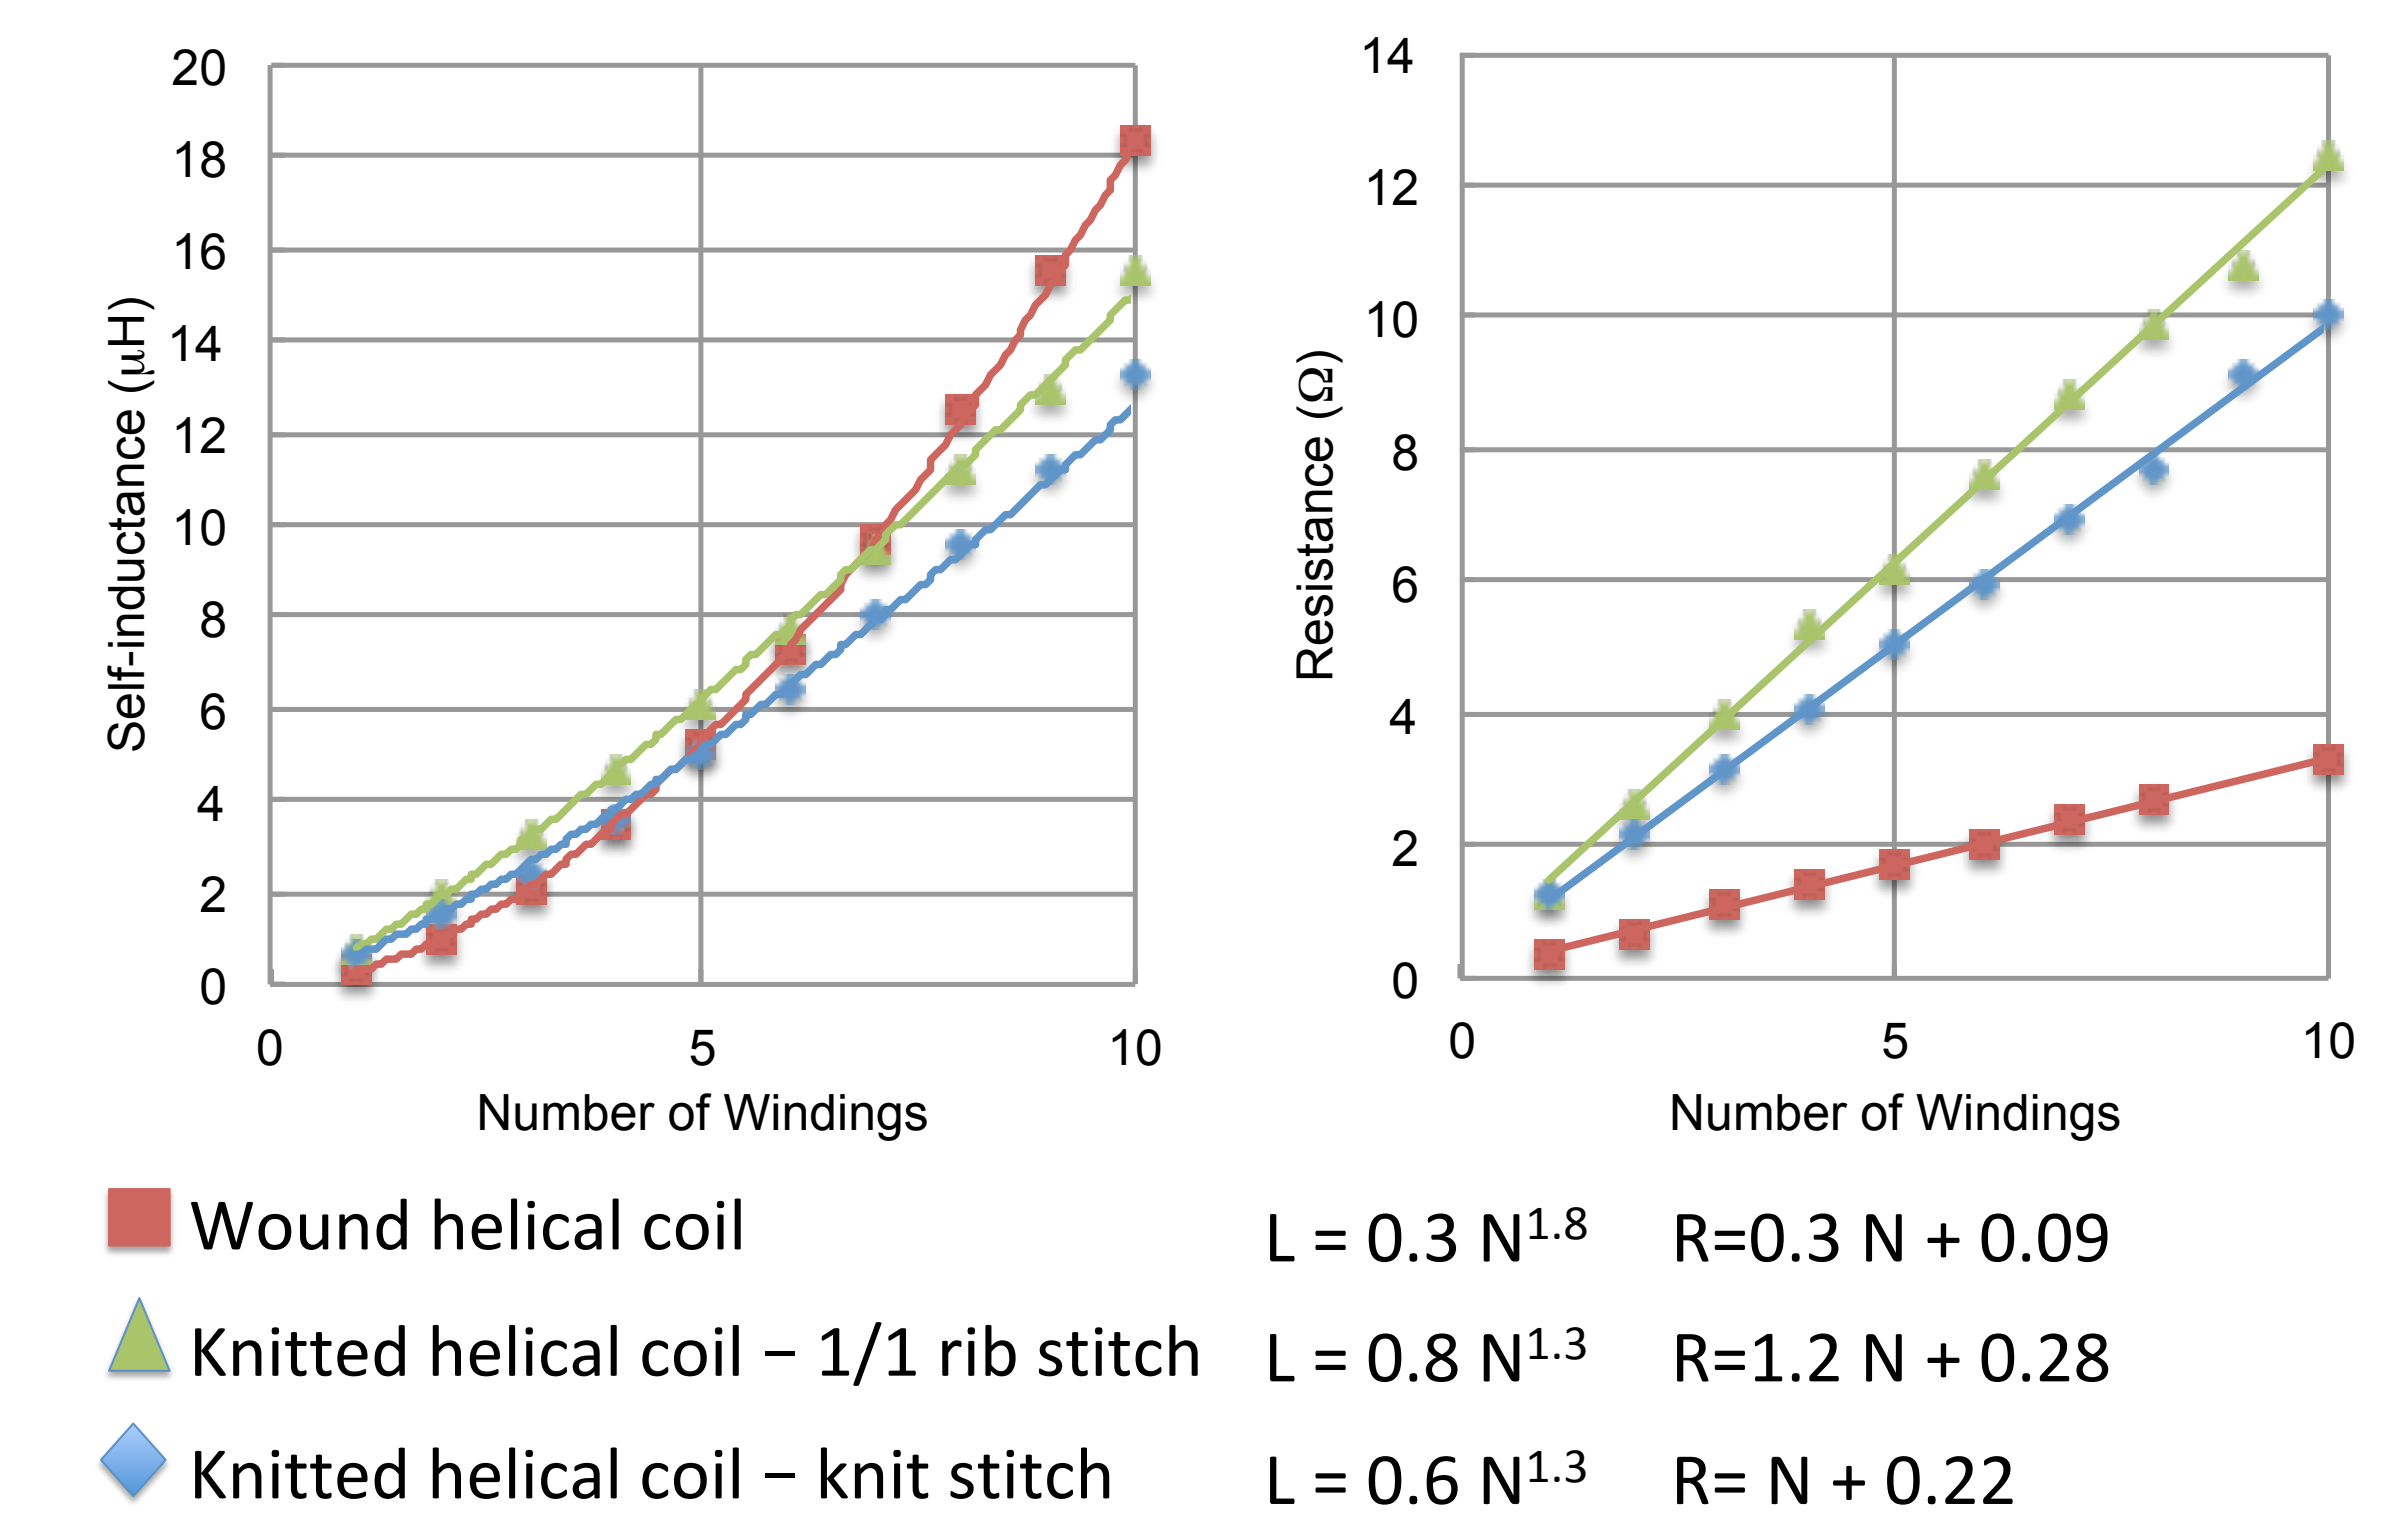 20
18
16
14
12
10
8
6
4
2
0
0 5 10
Self-inductance (μH)
Number of Windings
14
12
10
8
6
4
2
0
0 5 10
Resistance (Ω)
Number of Windings
Wound helical coil L = 0.3 N^1.8 R=0.3 N + 0.09
Knitted helical coil – 1/1 rib stitch L = 0.8 N^1.3 R=1.2 N + 0.28
Knitted helical coil – knit stitch L = 0.6 N^1.3 R= N + 0.22